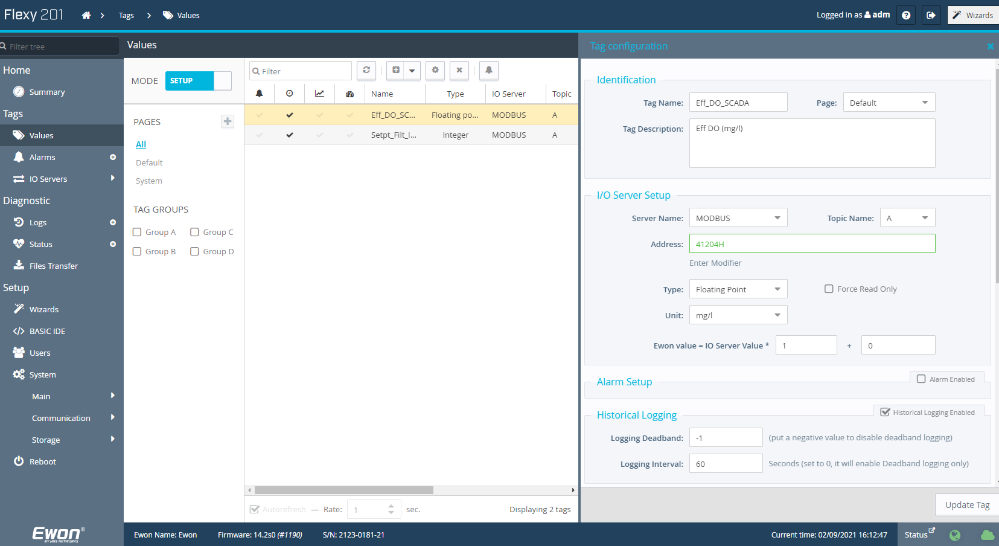 Flexy 201
Tags
Values
Logged in as adm
Wizards
Filter tree
Home
Summary
Tags
Values
Alarms
IO Servers
Diagnostic
Logs
Status
Files Transfer
Setup
Wizards
BASIC IDE
Users
System
Main
Communication
Storage
Reboot
Ewon®
BY HMS NETWORKS
Values
MODE SETUP
PAGES
All
Default
System
TAG GROUPS
Group A Group C
Group B Group D
Filter
Name Type IO Server Topic
Eff_DO_SC... Floating po... MODBUS A
Setpt_Filt_I... Integer MODBUS A
Autorefresh — Rate: 1 sec. Displaying 2 tags
Tag configuration
Identification
Tag Name: Eff_DO_SCADA Page: Default
Tag Description: Eff DO (mg/l)
I/O Server Setup
Server Name: MODBUS Topic Name: A
Address: 41204H
Enter Modifier
Type: Floating Point Force Read Only
Unit: mg/l
Ewon value = IO Server Value * 1 + 0
Alarm Setup Alarm Enabled
Historical Logging Historical Logging Enabled
Logging Deadband: -1 (put a negative value to disable deadband logging)
Logging Interval: 60 Seconds (set to 0, it will enable Deadband logging only)
Update Tag
Ewon Name: Ewon Firmware: 14.2s0 (#1190) S/N: 2123-0181-21 Current time: 02/09/2021 16:12:47 Status